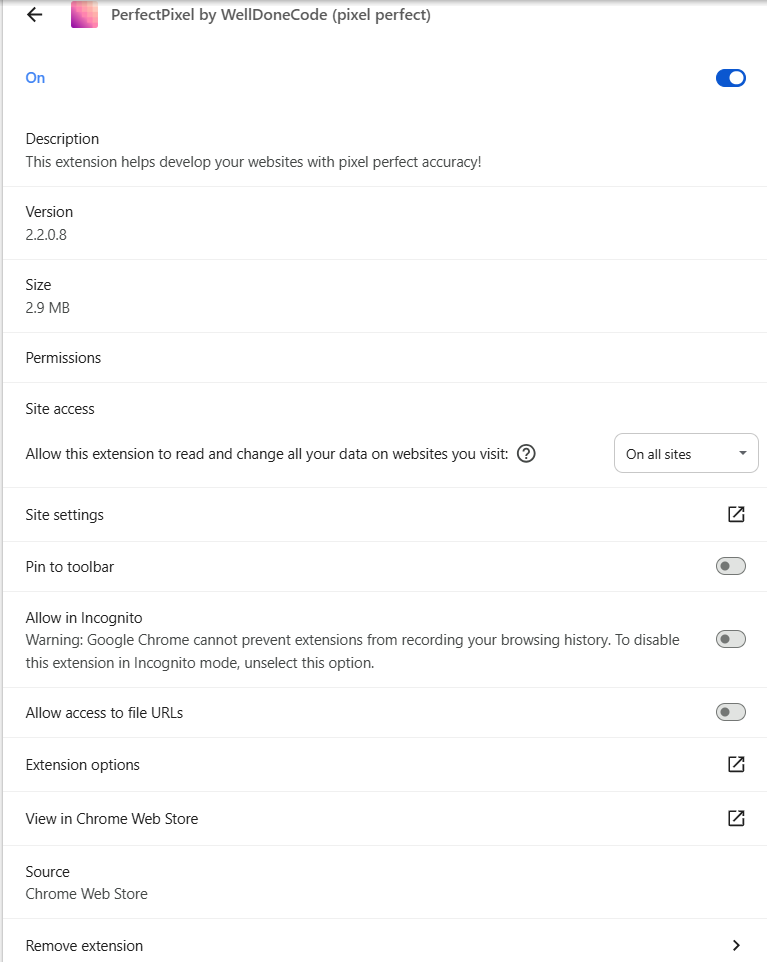 PerfectPixel by WellDoneCode (pixel perfect)
On
Description
This extension helps develop your websites with pixel perfect accuracy!
Version
2.2.0.8
Size
2.9 MB
Permissions
Site access
Allow this extension to read and change all your data on websites you visit:
On all sites
Site settings
Pin to toolbar
Allow in Incognito
Warning: Google Chrome cannot prevent extensions from recording your browsing history. To disable
this extension in Incognito mode, unselect this option.
Allow access to file URLs
Extension options
View in Chrome Web Store
Source
Chrome Web Store
Remove extension